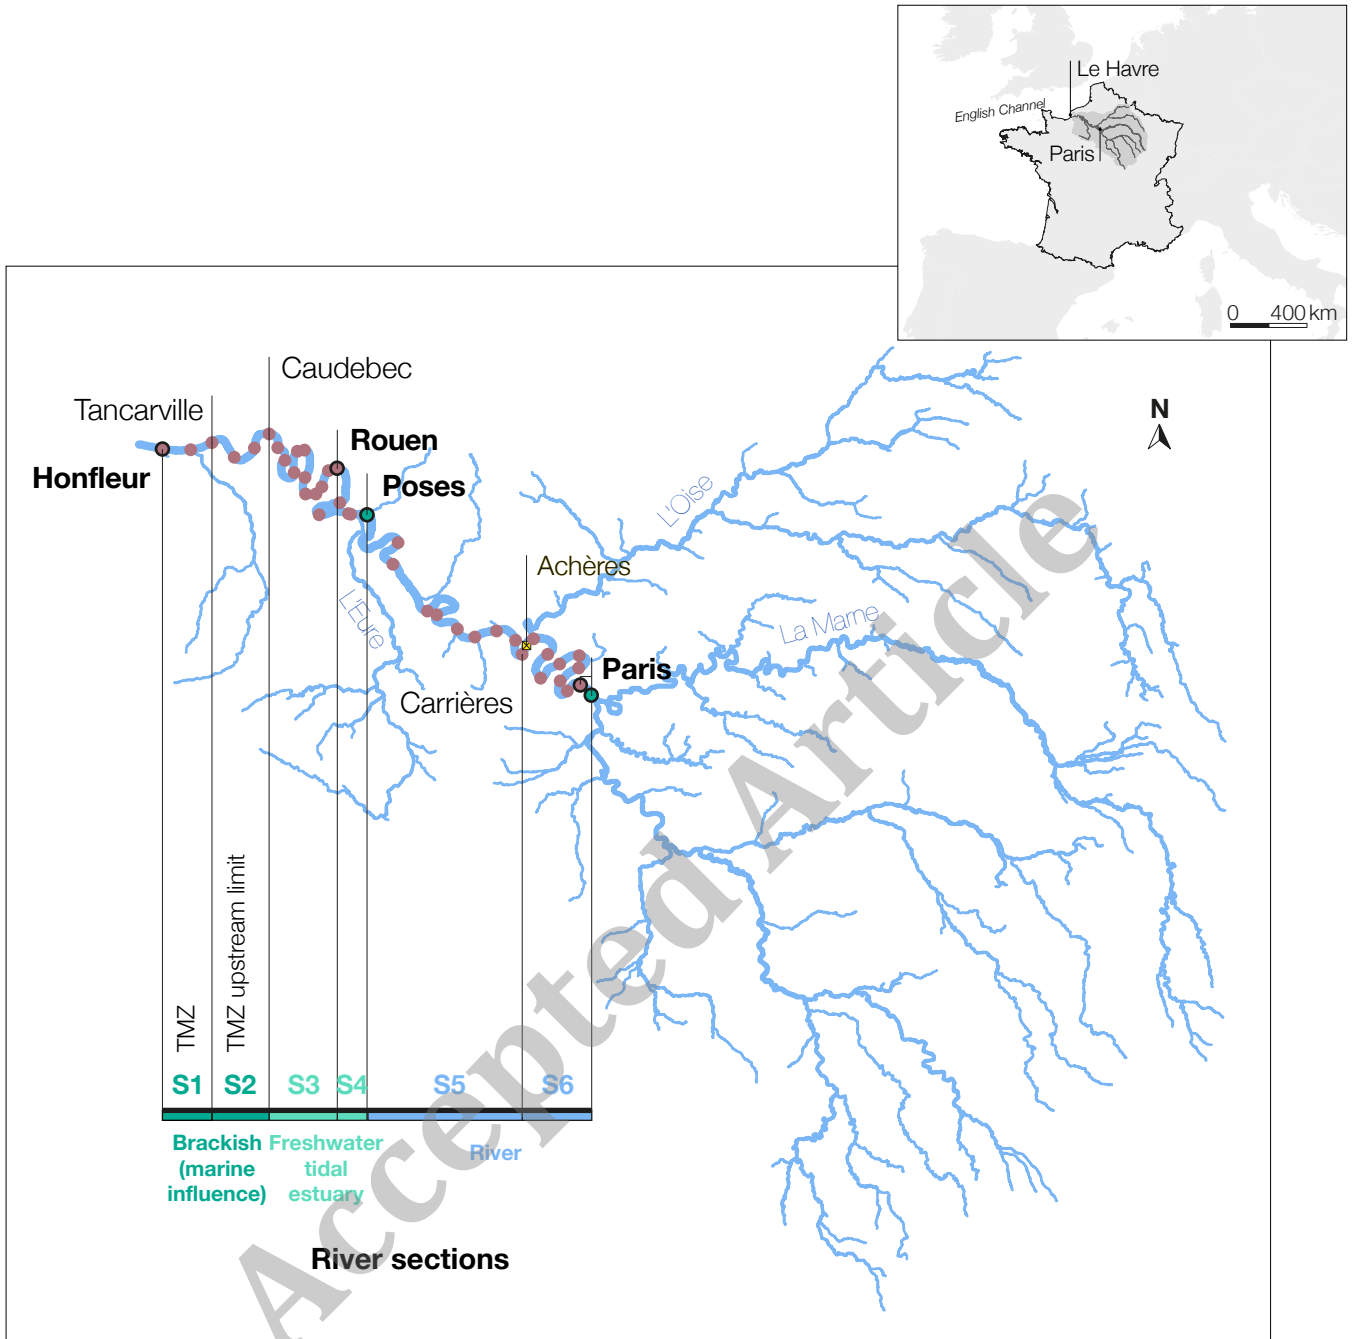 Le Havre
English Channel
Paris
0 400 km
Caudebec
Tancarville
N
Rouen
Honfleur
Poses
L'Oise
Achères
L'Eure
La Marne
Paris
Carrières
TMZ
TMZ upstream limit
S1 S2 S3 S4 S5 S6
Brackish
(marine
influence)
Freshwater
tidal
estuary
River
River sections
Accepted Article